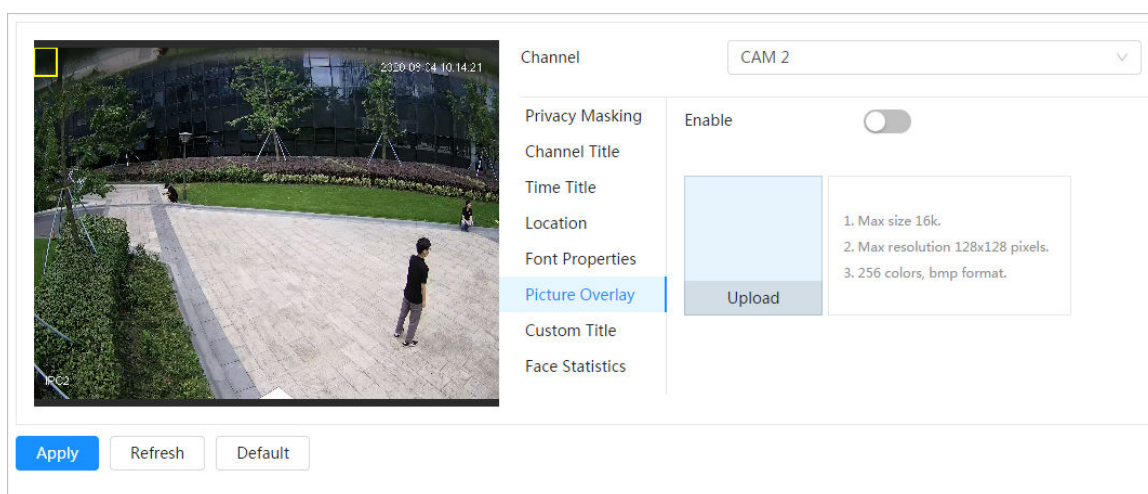 2020-09-04 10:14:21
IPC2
Channel
CAM 2
Privacy Masking
Channel Title
Time Title
Location
Font Properties
Picture Overlay
Custom Title
Face Statistics
Enable
Upload
1. Max size 16k.
2. Max resolution 128x128 pixels.
3. 256 colors, bmp format.
Apply
Refresh
Default